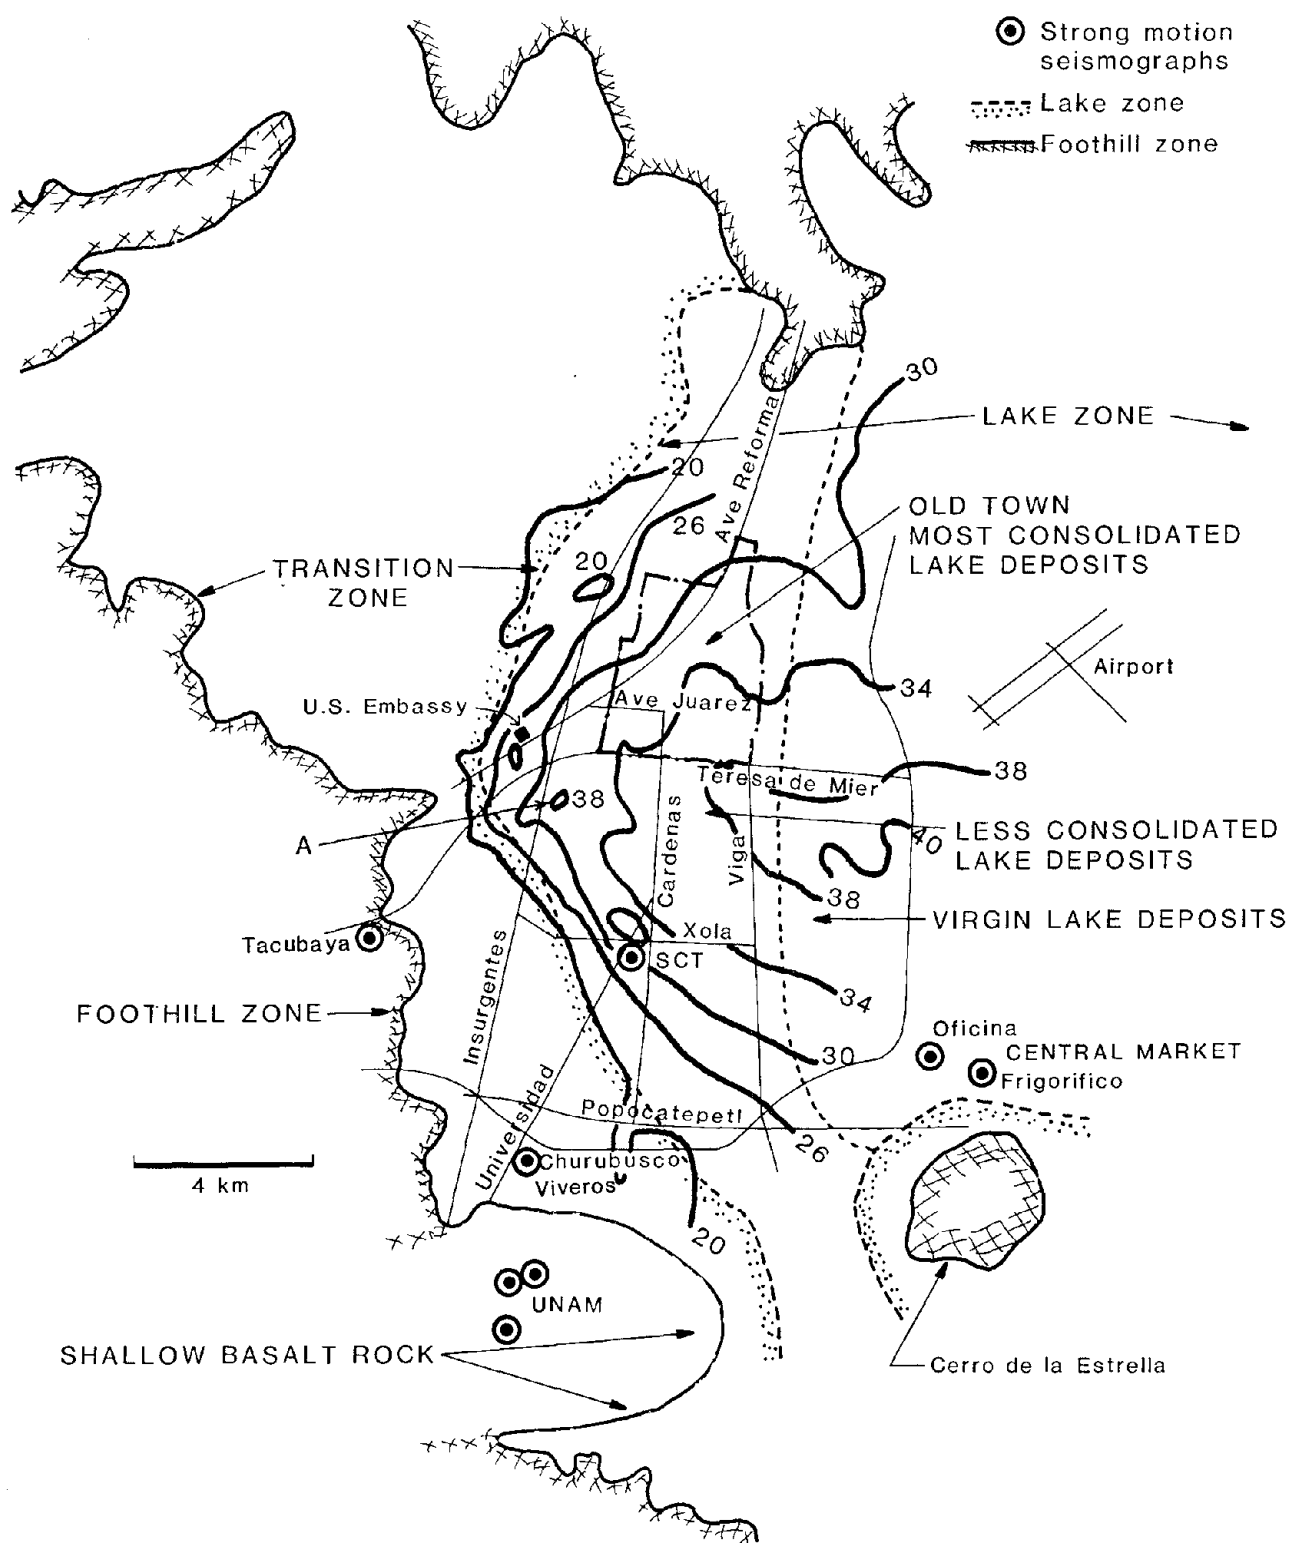 Strong motion
seismographs
Lake zone
Foothill zone
30
LAKE ZONE
20
Ave Reforma
26
OLD TOWN
MOST CONSOLIDATED
LAKE DEPOSITS
TRANSITION
ZONE
20
Airport
34
U.S. Embassy
Ave Juarez
38
Teresa de Mier
38
A
Cardenas
Viga
40
LESS CONSOLIDATED
LAKE DEPOSITS
38
VIRGIN LAKE DEPOSITS
Tacubaya
Xola
SCT
Insurgentes
34
FOOTHILL ZONE
Oficina
30
CENTRAL MARKET
Frigorifico
Universidad
Popocatepetl
26
4 km
Churubusco
Viveros
20
UNAM
SHALLOW BASALT ROCK
Cerro de la Estrella